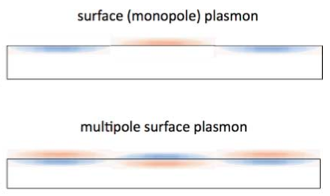 surface (monopole) plasmon
multipole surface plasmon